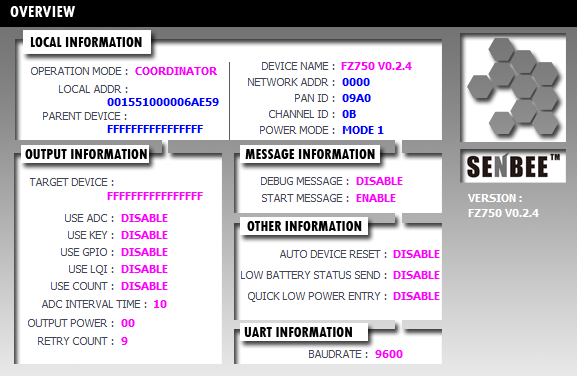 OVERVIEW
LOCAL INFORMATION
OPERATION MODE : COORDINATOR
LOCAL ADDR :
001551000006AE59
PARENT DEVICE :
FFFFFFFFFFFFFFFF
DEVICE NAME : FZ750 V0.2.4
NETWORK ADDR : 0000
PAN ID : 09A0
CHANNEL ID : 0B
POWER MODE : MODE 1
OUTPUT INFORMATION
TARGET DEVICE :
FFFFFFFFFFFFFFFF
USE ADC : DISABLE
USE KEY : DISABLE
USE GPIO : DISABLE
USE LQI : DISABLE
USE COUNT : DISABLE
ADC INTERVAL TIME : 10
OUTPUT POWER : 00
RETRY COUNT : 9
MESSAGE INFORMATION
DEBUG MESSAGE : DISABLE
START MESSAGE : ENABLE
OTHER INFORMATION
AUTO DEVICE RESET : DISABLE
LOW BATTERY STATUS SEND : DISABLE
QUICK LOW POWER ENTRY : DISABLE
UART INFORMATION
BAUDRATE : 9600
SENBEE™
VERSION :
FZ750 V0.2.4